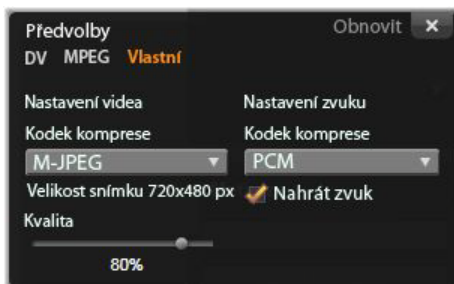 Předvolby
Obnovit
DV MPEG Vlastní
Nastavení videa
Nastavení zvuku
Kodek komprese
Kodek komprese
M-JPEG
PCM
Velikost snímku 720x480 px
Nahrát zvuk
Kvalita
80%